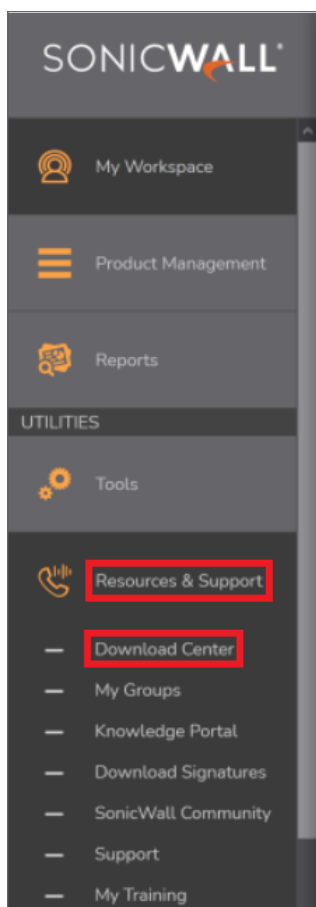 SONICWALL
My Workspace
Product Management
Reports
UTILITIES
Tools
Resources & Support
Download Center
My Groups
Knowledge Portal
Download Signatures
SonicWall Community
Support
My Training